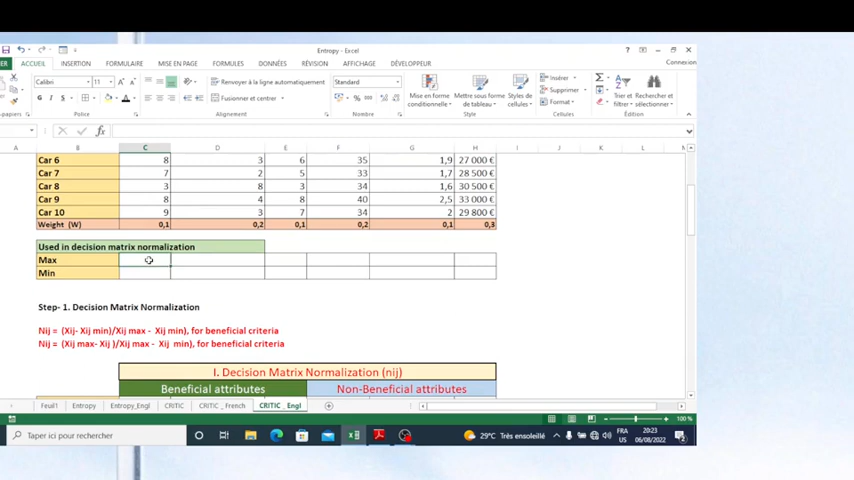 Entropy - Excel
ER ACCUEIL INSERTION FORMULAIRE MISE EN PAGE FORMULES DONNÉES RÉVISION AFFICHAGE DÉVELOPPEUR
Calibri 11 Renvoyer à la ligne automatiquement Standard Insérer
G I S Fusionner et centrer Mise en forme conditionnelle Mettre sous forme de tableau Styles de cellules Supprimer Format Trier et filtrer Rechercher et sélectionner
Police Alignement Nombre Style Cellules Édition
A B C D E F G H I J K L
Car 6 8 3 6 35 1,9 27 000 €
Car 7 7 2 5 33 1,7 28 500 €
Car 8 3 8 3 34 1,6 30 500 €
Car 9 8 4 8 40 2,5 33 000 €
Car 10 9 3 7 34 2 29 800 €
Weight (W) 0,1 0,2 0,1 0,2 0,1 0,3
Used in decision matrix normalization
Max
Min
Step- 1. Decision Matrix Normalization
Nij = (Xij- Xij min)/Xij max - Xij min), for beneficial criteria
Nij = (Xij max- Xij )/Xij max - Xij min), for beneficial criteria
I. Decision Matrix Normalization (nij)
Beneficial attributes Non-Beneficial attributes
Feuil1 Entropy Entropy_Engl CRITIC CRITIC _ French CRITIC _ Engl
100 %
Taper ici pour rechercher 29°C Très ensoleillé FRA US 20:23 06/08/2022 2